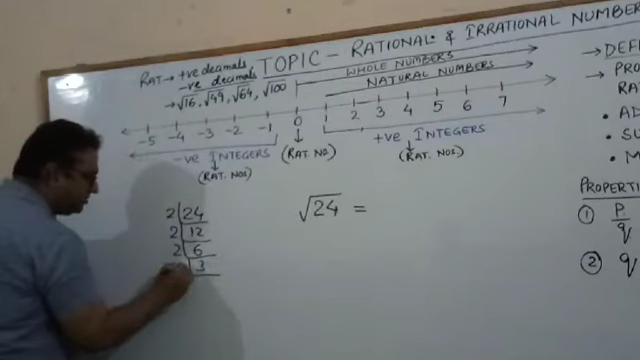 TOPIC - RATIONAL & IRRATIONAL NUMBER
RAT → +ve decimals
-ve decimals
→ √16, √49, √64, √100
WHOLE NUMBERS
NATURAL NUMBERS
-5 -4 -3 -2 -1 0 1 2 3 4 5 6 7
-ve INTEGERS
(RAT. NOS)
(RAT. NO)
+ve INTEGERS
(RAT. NOS)
2 24
2 12
2 6
3
√24 =
→ DEF
→ PRO
RA
• AD
• SU
• M
PROPERTI
① P/q
② q